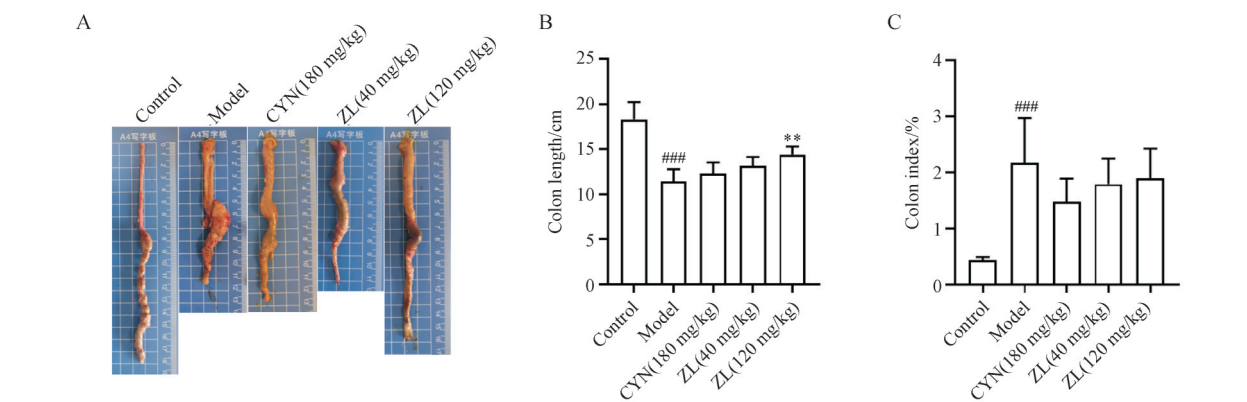 A
Control
Model
CYN(180 mg/kg)
ZL(40 mg/kg)
ZL(120 mg/kg)
A4写字板
A4写字板
A4写字板
A4写字板
A4写字板
B
Colon length/cm
25
20
15
10
5
0
###
**
Control
Model
CYN(180 mg/kg)
ZL(40 mg/kg)
ZL(120 mg/kg)
C
Colon index/%
4
3
2
1
0
###
Control
Model
CYN(180 mg/kg)
ZL(40 mg/kg)
ZL(120 mg/kg)